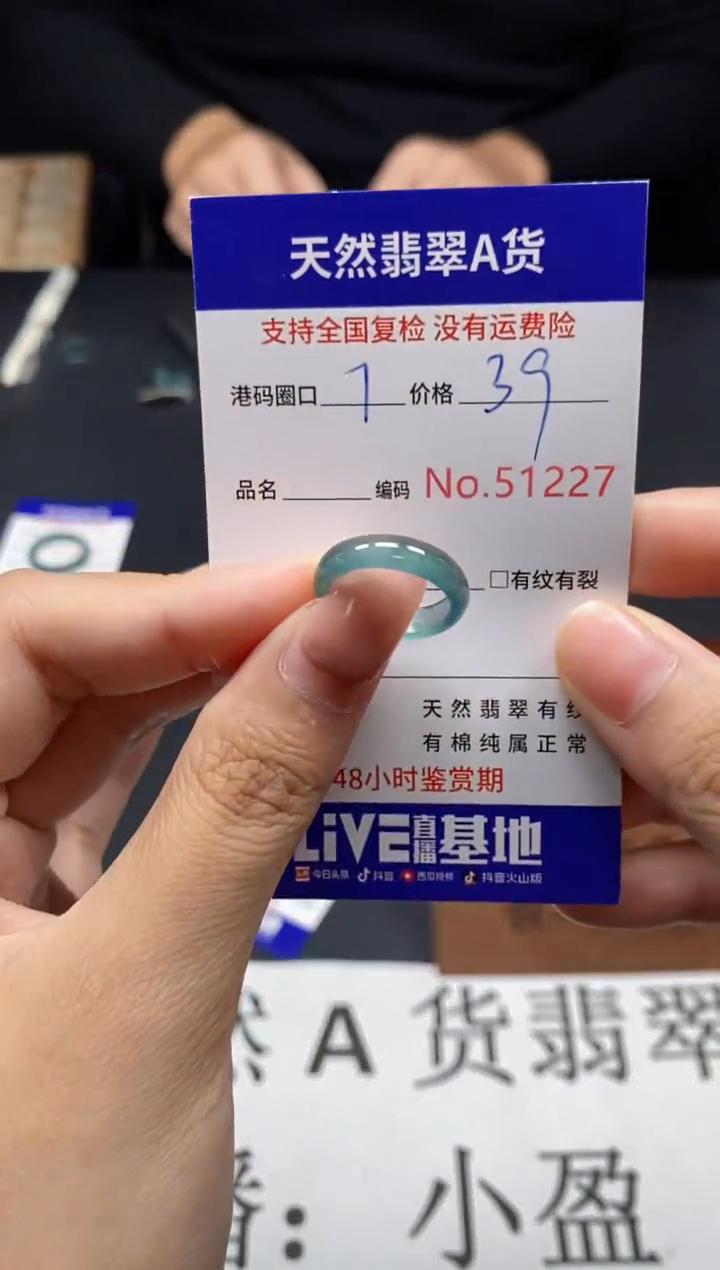 天然翡翠A货
支持全国复检 没有运费险
港码圈口 7 价格 39
品名 编码 No.51227
□有纹有裂
天然翡翠有
有棉纯属正常
48小时鉴赏期
LiVE直播基地
今日头条 抖音 西瓜视频 抖音火山版
A货翡翠
：小盈